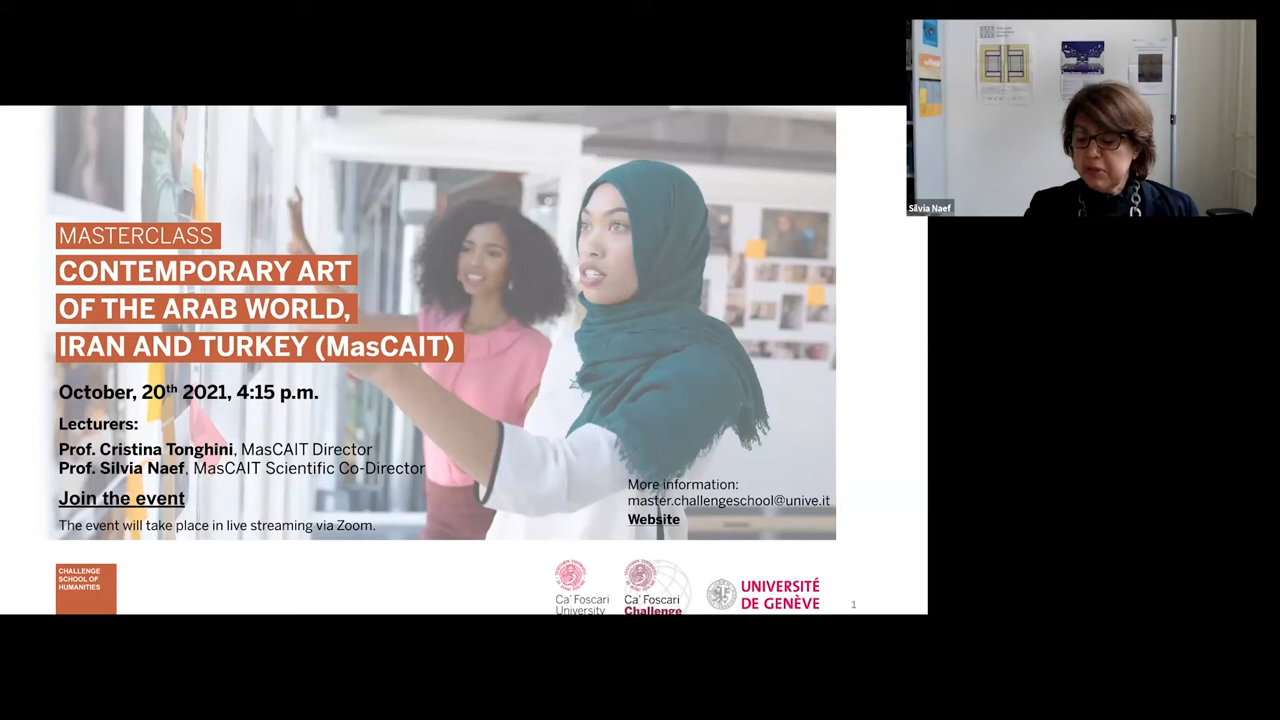 MASTERCLASS
CONTEMPORARY ART
OF THE ARAB WORLD,
IRAN AND TURKEY (MasCAIT)
October, 20th 2021, 4:15 p.m.
Lecturers:
Prof. Cristina Tonghini, MasCAIT Director
Prof. Silvia Naef, MasCAIT Scientific Co-Director
Join the event
The event will take place in live streaming via Zoom.
More information:
master.challengeschool@unive.it
Website
CHALLENGE
SCHOOL OF
HUMANITIES
Ca' Foscari
University
Ca' Foscari
Challenge
UNIVERSITÉ
DE GENÈVE
1
Silvia Naef